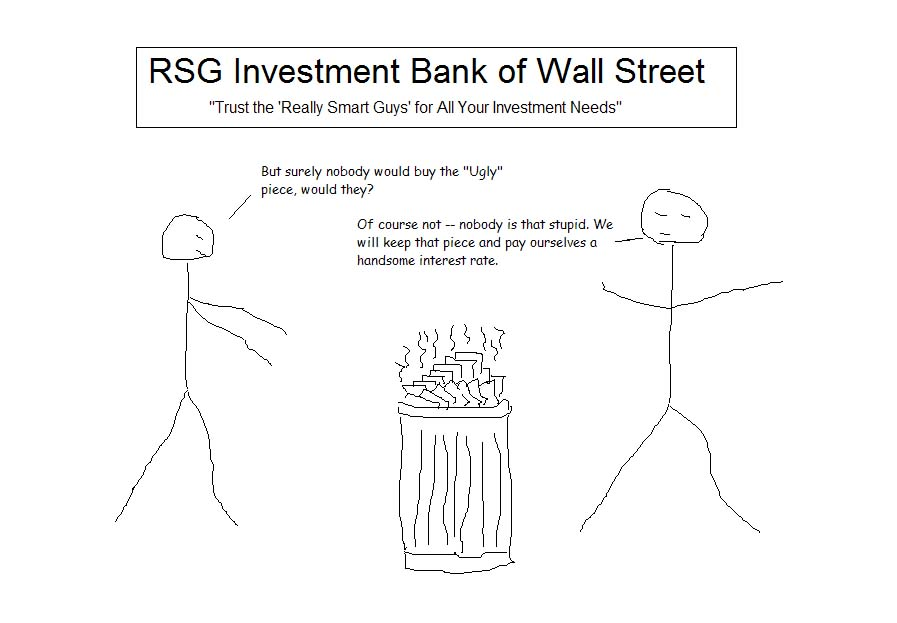 RSG Investment Bank of Wall Street
"Trust the 'Really Smart Guys' for All Your Investment Needs"
But surely nobody would buy the "Ugly"
piece, would they?
Of course not -- nobody is that stupid. We
will keep that piece and pay ourselves a
handsome interest rate.